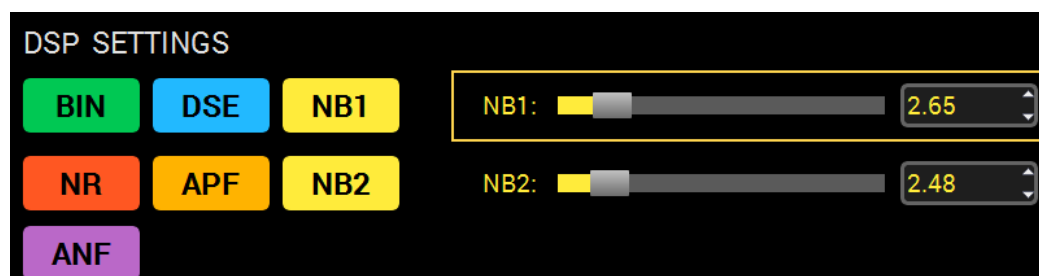 DSP SETTINGS
BIN DSE NB1 NB1: 2.65
NR APF NB2 NB2: 2.48
ANF